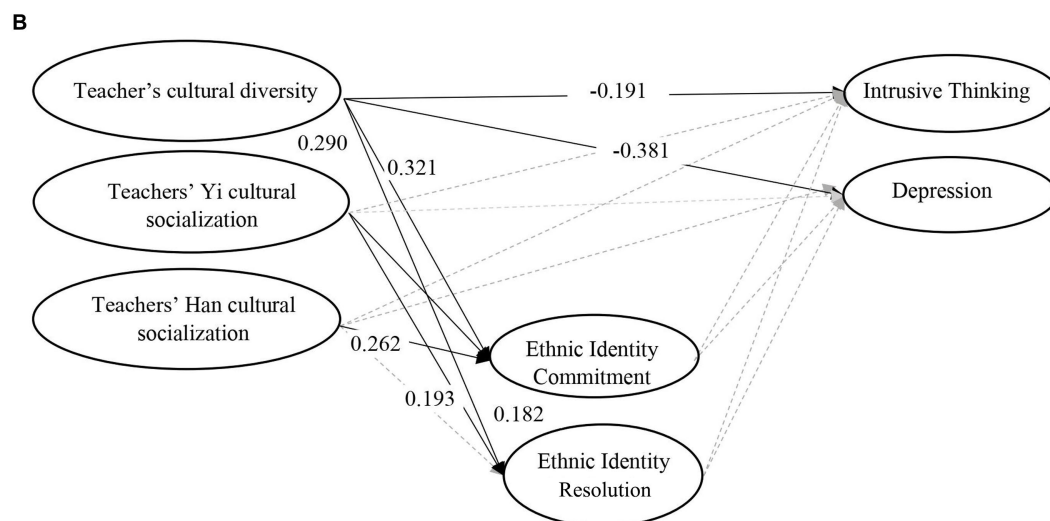 B
Teacher's cultural diversity
-0.191
Intrusive Thinking
0.290
0.321
-0.381
Teachers' Yi cultural
socialization
Depression
Teachers' Han cultural
socialization
0.262
Ethnic Identity
Commitment
0.193
0.182
Ethnic Identity
Resolution